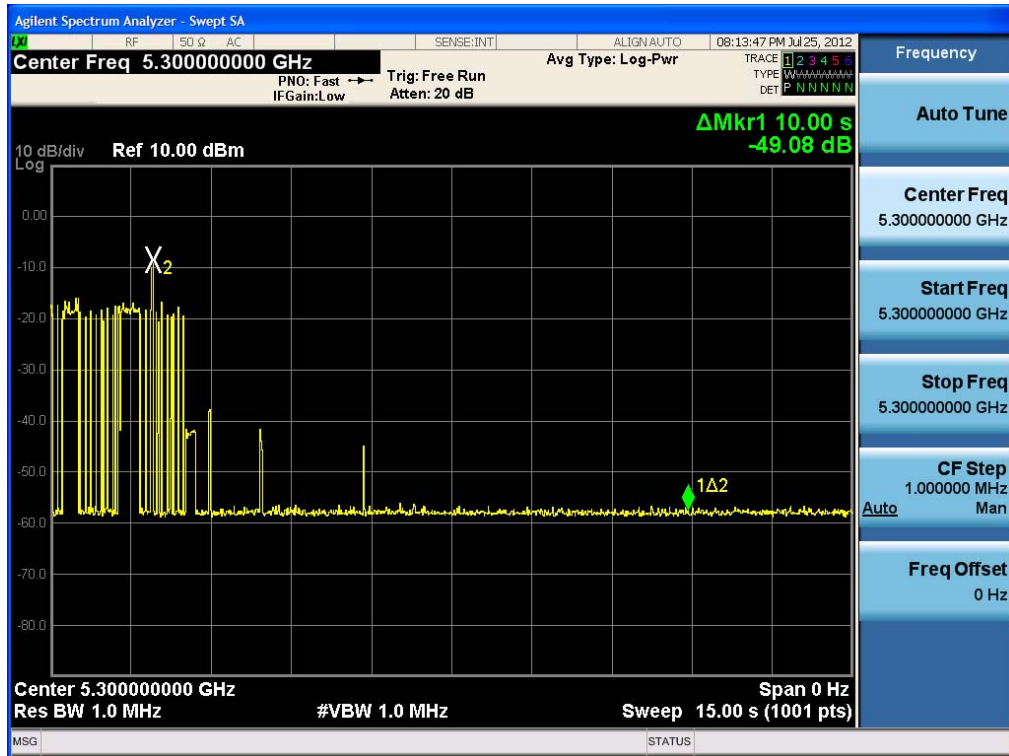 Agilent Spectrum Analyzer - Swept SA
LXI RF 50 Ω AC SENSE:INT ALIGN AUTO 08:13:47 PM Jul 25, 2012
Center Freq 5.300000000 GHz
PNO: Fast
IFGain:Low
Trig: Free Run
Atten: 20 dB
Avg Type: Log-Pwr
TRACE 1 2 3 4 5 6
TYPE
DET P N N N N N
ΔMkr1 10.00 s
-49.08 dB
10 dB/div Ref 10.00 dBm
Log
0.00
-10.0
-20.0
-30.0
-40.0
-50.0
-60.0
-70.0
-80.0
X2
1Δ2
Center 5.300000000 GHz Span 0 Hz
Res BW 1.0 MHz #VBW 1.0 MHz Sweep 15.00 s (1001 pts)
MSG STATUS
Frequency
Auto Tune
Center Freq
5.300000000 GHz
Start Freq
5.300000000 GHz
Stop Freq
5.300000000 GHz
CF Step
1.000000 MHz
Auto Man
Freq Offset
0 Hz